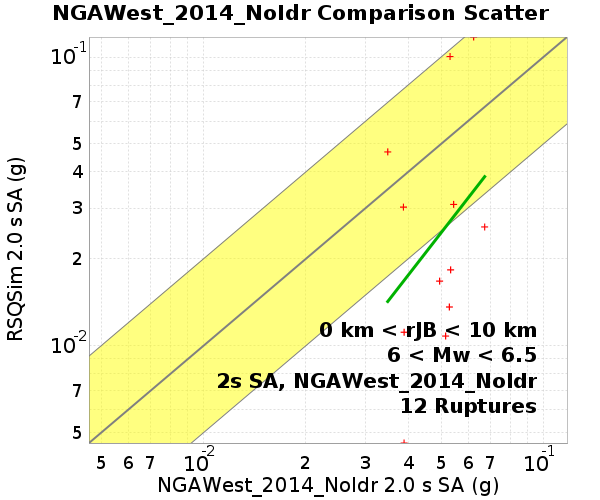 NGAWest_2014_NoIdr Comparison Scatter
RSQSim 2.0 s SA (g)
10-1
7
5
4
3
2
10-2
7
5
0 km < rJB < 10 km
6 < Mw < 6.5
2s SA, NGAWest_2014_NoIdr
12 Ruptures
5 6 7 10-2 2 3 4 5 6 7 10-1
NGAWest_2014_NoIdr 2.0 s SA (g)